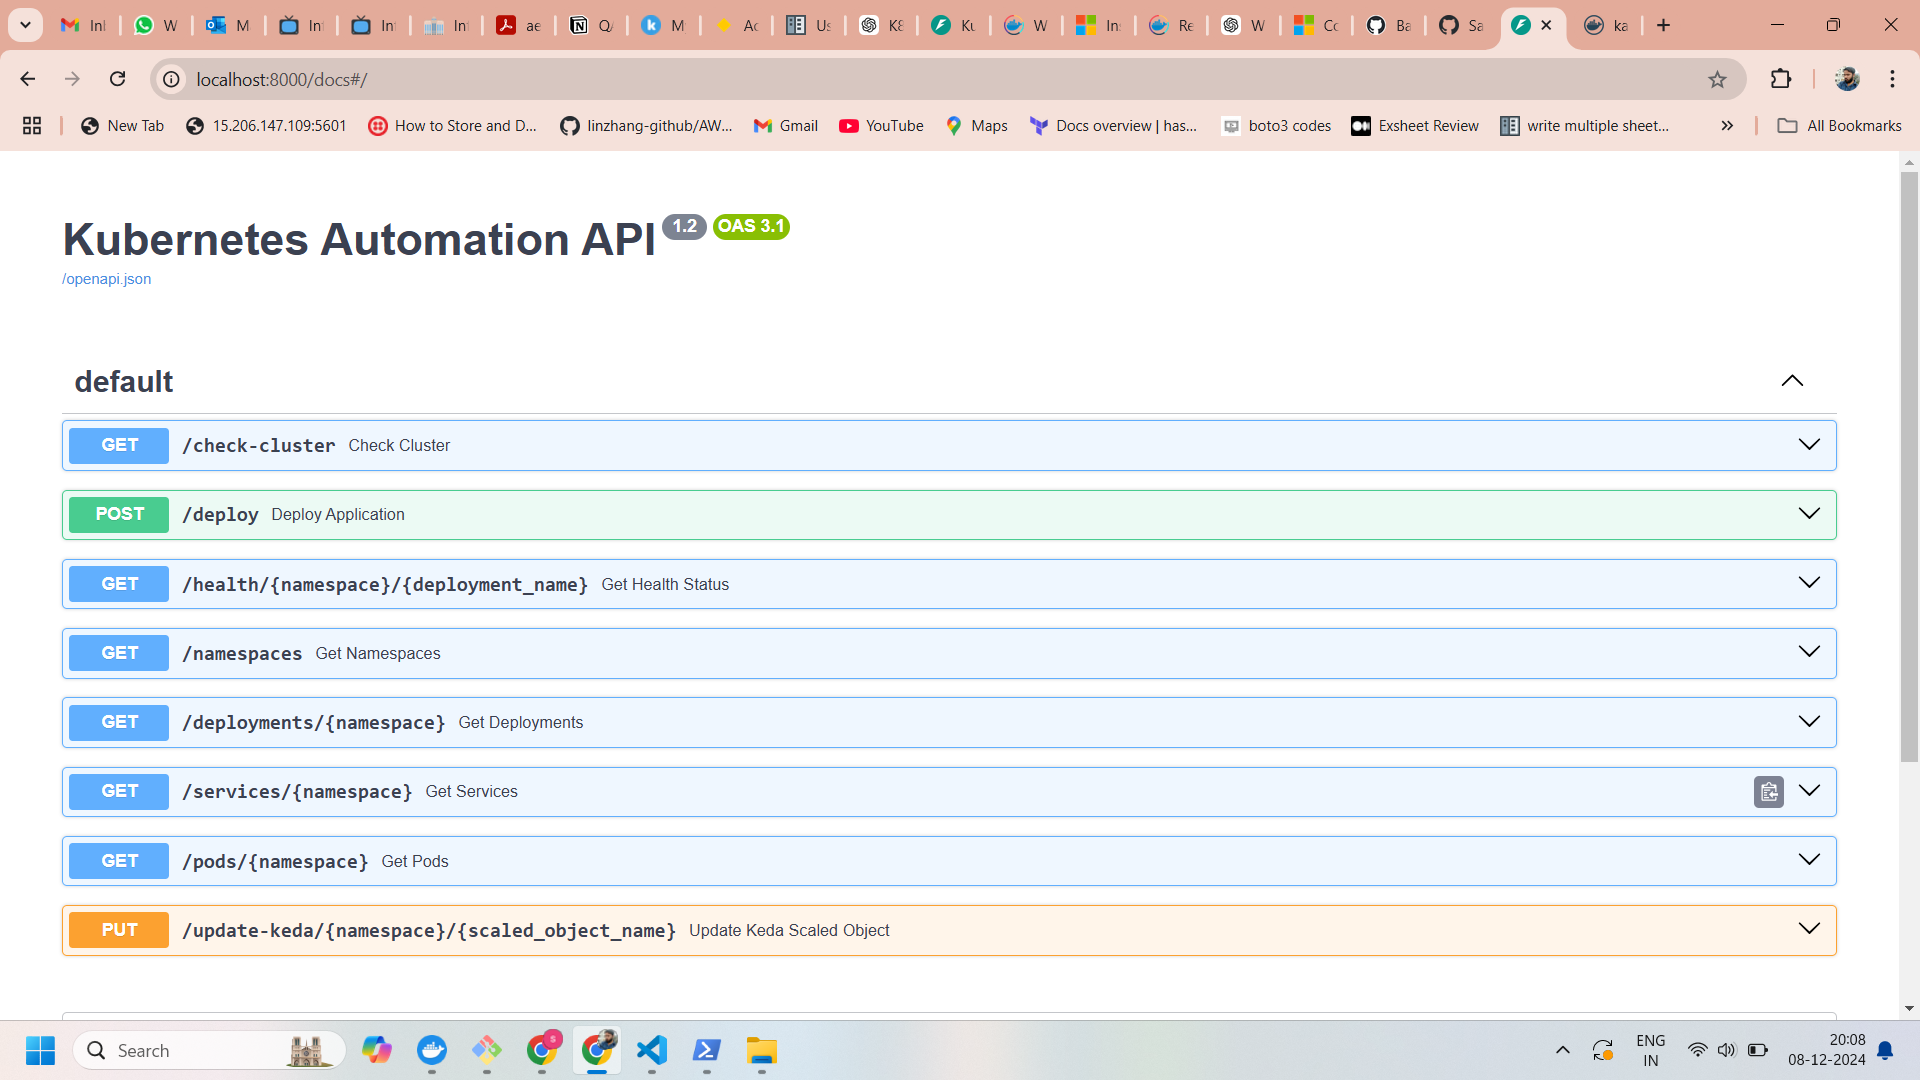 Inl
W
M
Int
Int
Int
ae
Q/
M
Ac
Us
K8
Ku
W
In
Re
W
Cc
Ba
Sa
ka
localhost:8000/docs#/
New Tab
15.206.147.109:5601
How to Store and D...
linzhang-github/AW...
Gmail
YouTube
Maps
Docs overview | has...
boto3 codes
Exsheet Review
write multiple sheet...
All Bookmarks
Kubernetes Automation API 1.2 OAS 3.1
/openapi.json
default
GET /check-cluster Check Cluster
POST /deploy Deploy Application
GET /health/{namespace}/{deployment_name} Get Health Status
GET /namespaces Get Namespaces
GET /deployments/{namespace} Get Deployments
GET /services/{namespace} Get Services
GET /pods/{namespace} Get Pods
PUT /update-keda/{namespace}/{scaled_object_name} Update Keda Scaled Object
Search
S
ENG
IN
20:08
08-12-2024